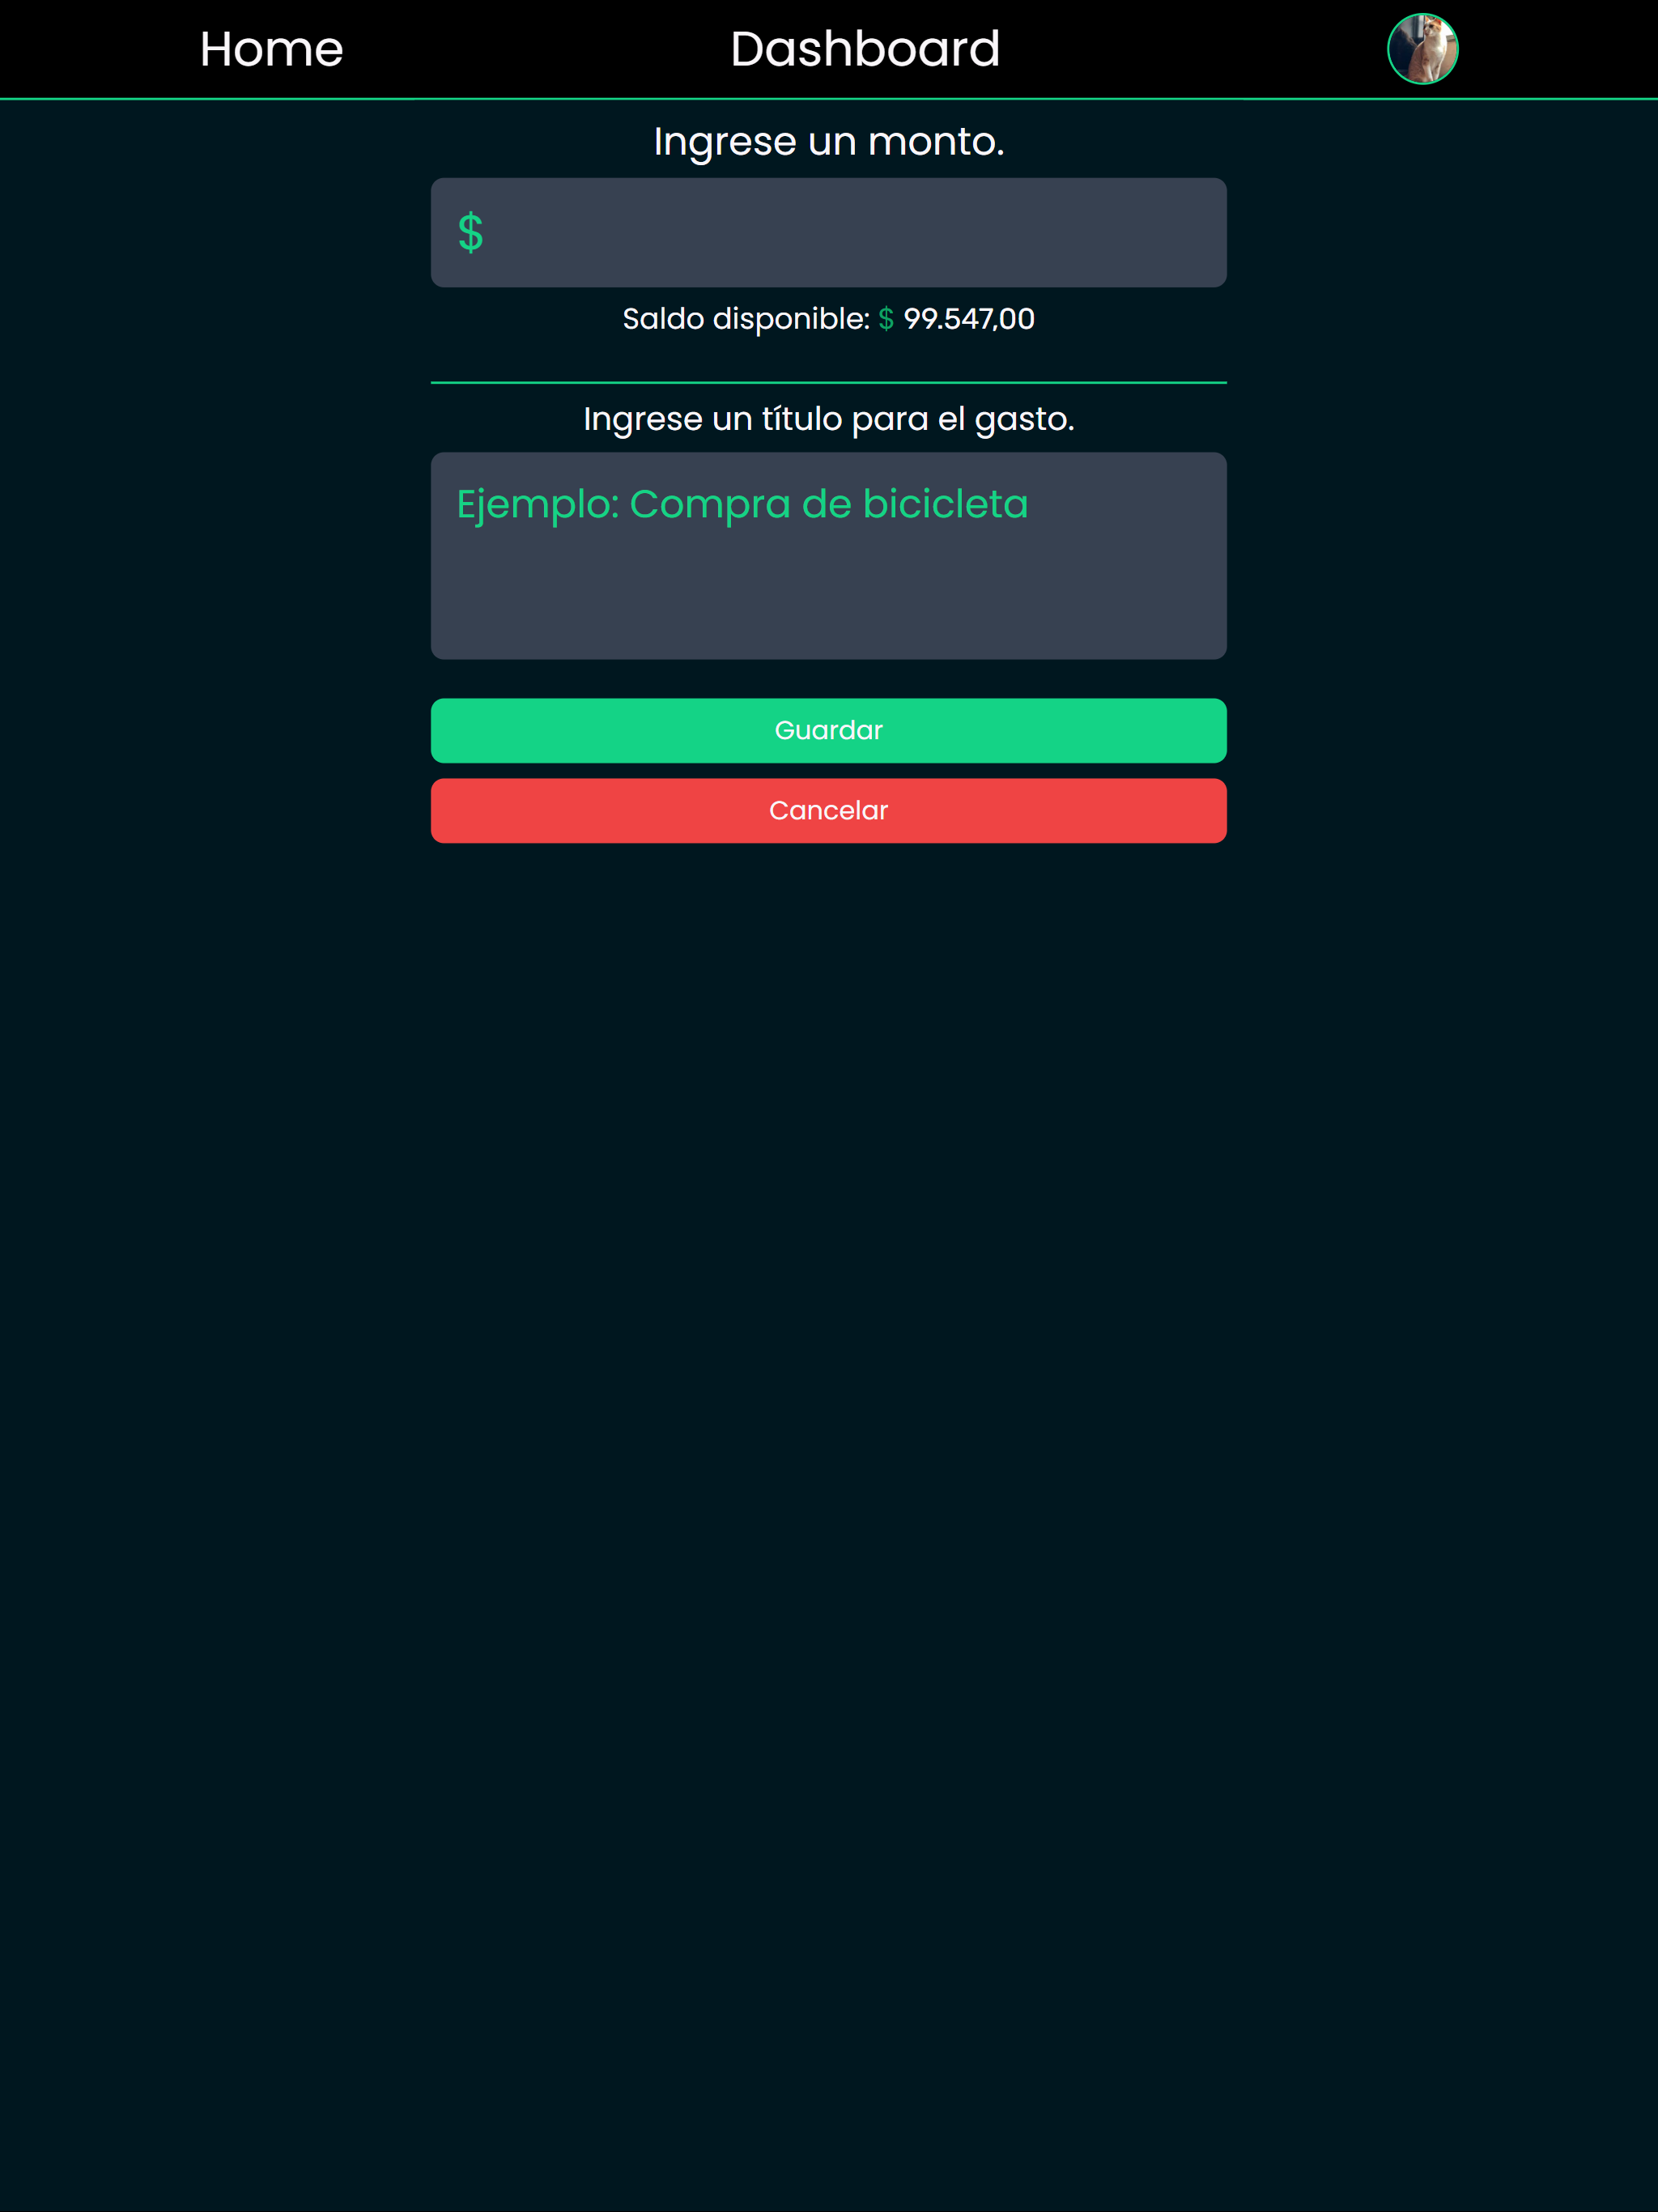 Home Dashboard
Ingrese un monto.
$
Saldo disponible: $ 99.547,00
Ingrese un título para el gasto.
Ejemplo: Compra de bicicleta
Guardar
Cancelar